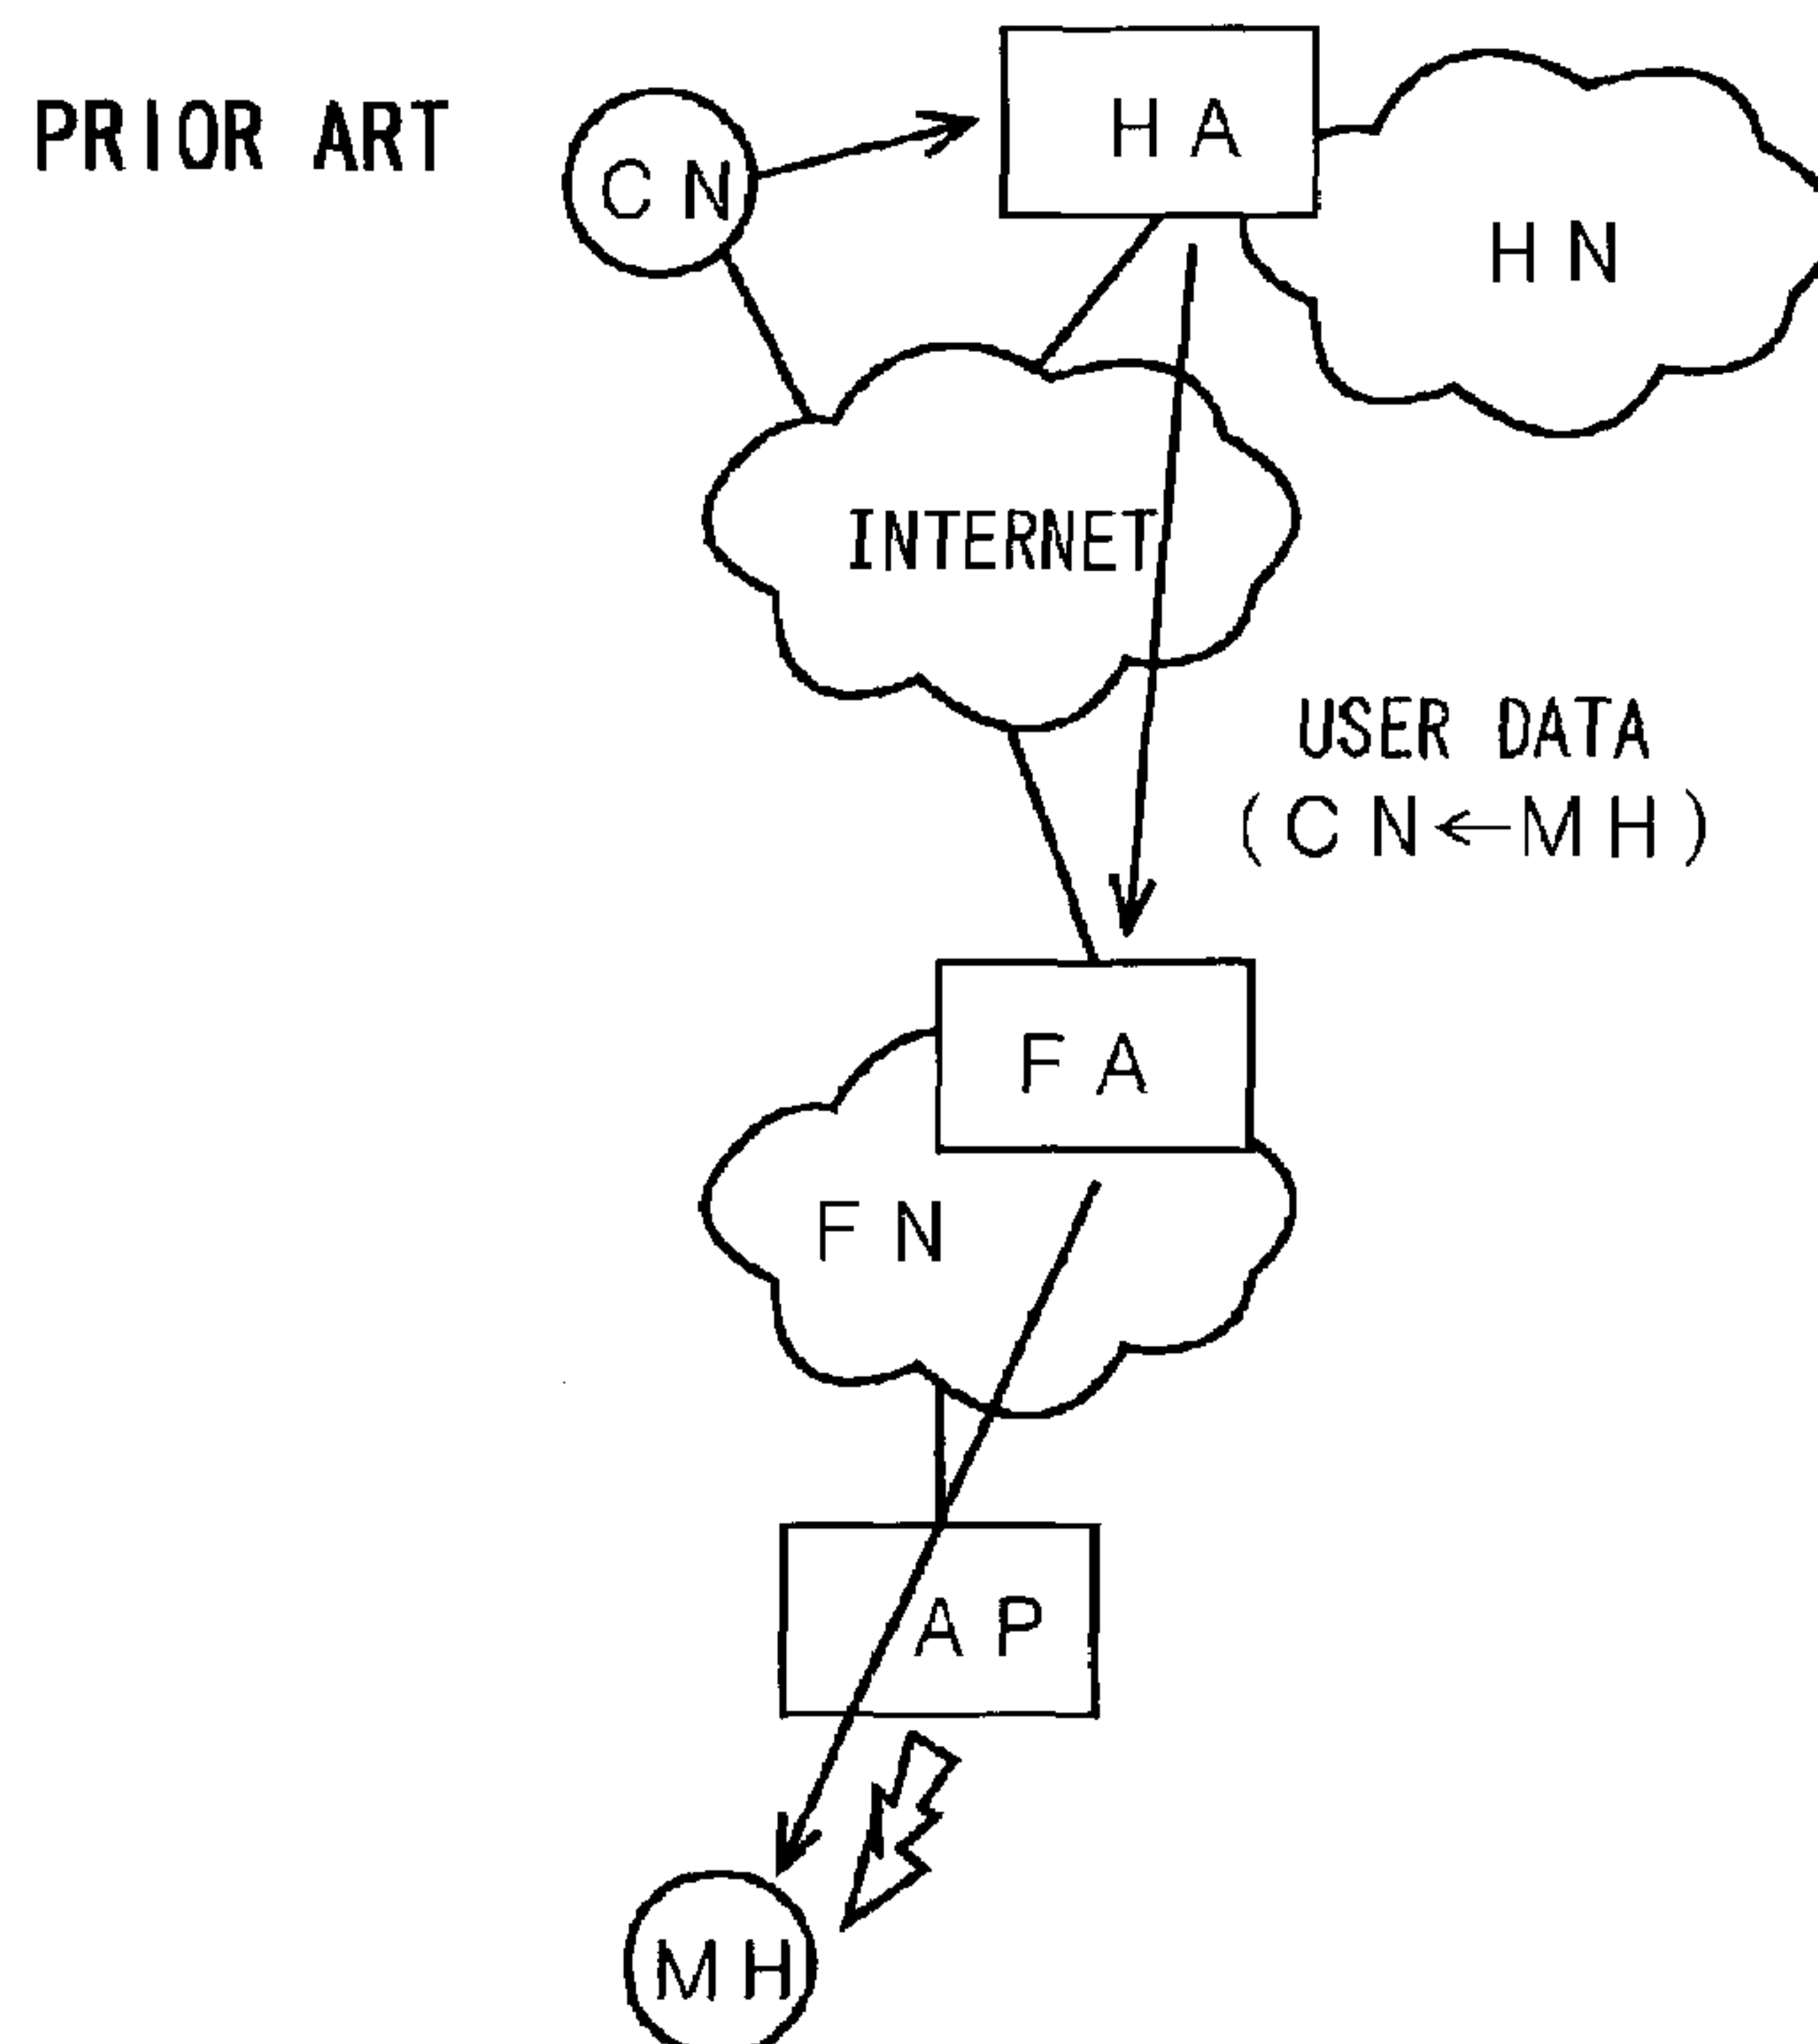 PRIOR ART
CN
HA
HN
INTERNET
USER DATA
(CN←MH)
FA
FN
AP
MH